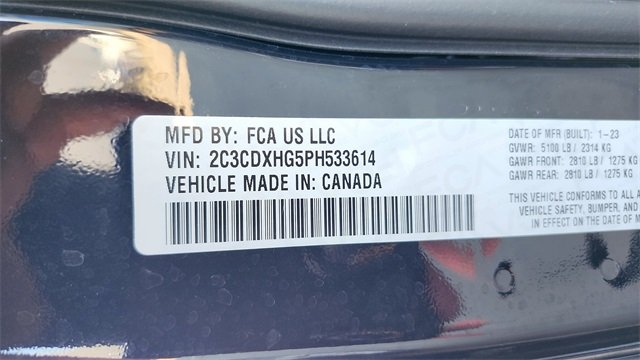 MFD BY: FCA US LLC
VIN: 2C3CDXHG5PH533614
VEHICLE MADE IN: CANADA
DATE OF MFR (BUILT): 1-23
GVWR: 5100 LB / 2314 KG
GAWR FRONT: 2810 LB / 1275 KG
GAWR REAR: 2810 LB / 1275 KG
THIS VEHICLE CONFORMS TO ALL A
VEHICLE SAFETY, BUMPER, AND
IN EFFECT ON THE DATE OF M